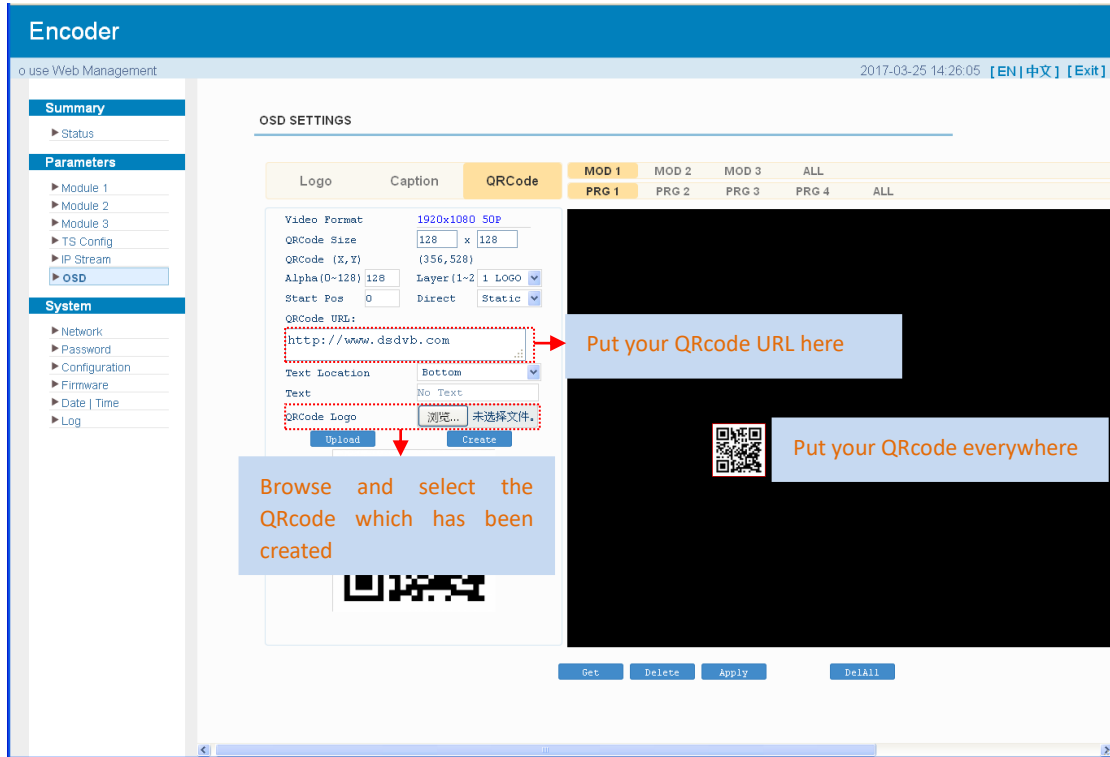 Encoder
o use Web Management
2017-03-25 14:26:05 [ EN | 中文 ] [ Exit ]
Summary
Status
Parameters
Module 1
Module 2
Module 3
TS Config
IP Stream
OSD
System
Network
Password
Configuration
Firmware
Date | Time
Log
OSD SETTINGS
Logo Caption QRCode
MOD 1 MOD 2 MOD 3 ALL
PRG 1 PRG 2 PRG 3 PRG 4 ALL
Video Format 1920x1080 50P
QRCode Size 128 x 128
QRCode (X,Y) (356,528)
Alpha(0~128) 128 Layer(1~2 1 LOGO
Start Pos 0 Direct Static
QRCode URL:
http://www.dsdvb.com
Put your QRcode URL here
Text Location Bottom
Text No Text
QRCode Logo 浏览... 未选择文件。
Upload Create
Put your QRcode everywhere
Browse and select the
QRcode which has been
created
Get Delete Apply DelAll